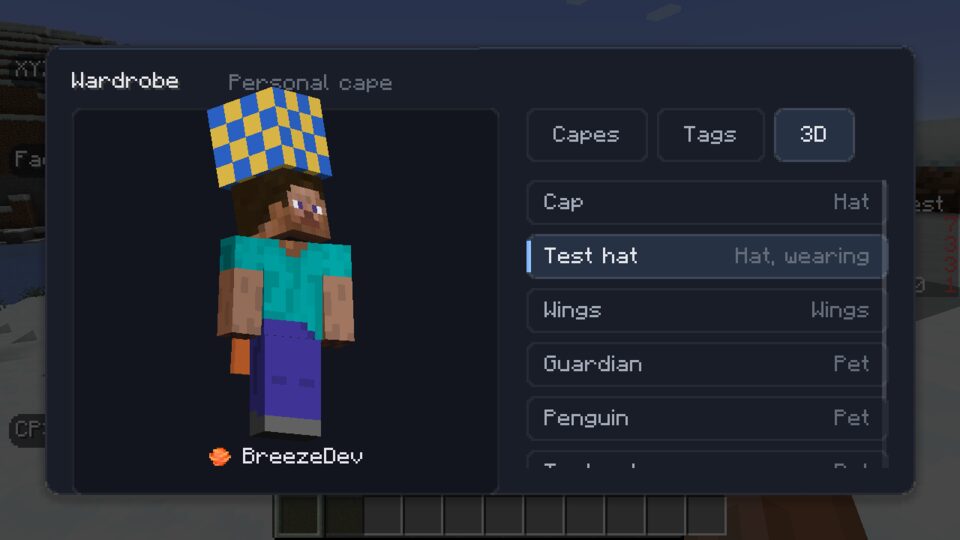 Wardrobe Personal cape
XY
Capes Tags 3D
Cap Hat
Test hat Hat, wearing
Wings Wings
Guardian Pet
Penguin Pet
BreezeDev